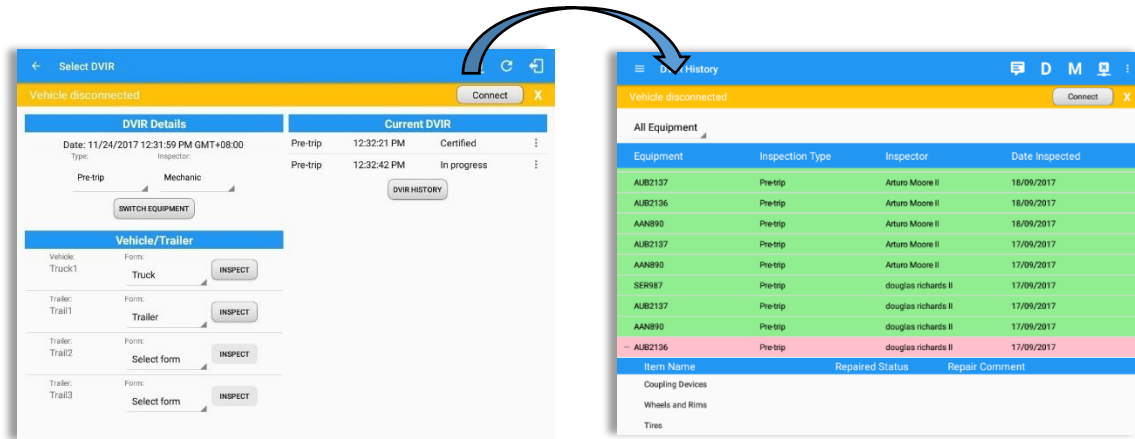 Select DVIR
Vehicle disconnected
Connect
X
DVIR Details
Date: 11/24/2017 12:31:59 PM GMT+08:00
Type: Inspector:
Pre-trip Mechanic
SWITCH EQUIPMENT
Vehicle/Trailer
Vehicle: Form:
Truck1 Truck INSPECT
Trailer: Form:
Trail1 Trailer INSPECT
Trailer: Form:
Trail2 Select form INSPECT
Trailer: Form:
Trail3 Select form INSPECT
Current DVIR
Pre-trip 12:32:21 PM Certified
Pre-trip 12:32:42 PM In progress
DVIR HISTORY
History D M
Vehicle disconnected Connect X
All Equipment
Equipment Inspection Type Inspector Date Inspected
AUB2137 Pre-trip Arturo Moore II 18/09/2017
AUB2136 Pre-trip Arturo Moore II 18/09/2017
AAN890 Pre-trip Arturo Moore II 18/09/2017
AUB2137 Pre-trip Arturo Moore II 17/09/2017
AAN890 Pre-trip Arturo Moore II 17/09/2017
SER987 Pre-trip douglas richards II 17/09/2017
AUB2137 Pre-trip douglas richards II 17/09/2017
AAN890 Pre-trip douglas richards II 17/09/2017
AUB2136 Pre-trip douglas richards II 17/09/2017
Item Name Repaired Status Repair Comment
Coupling Devices
Wheels and Rims
Tires